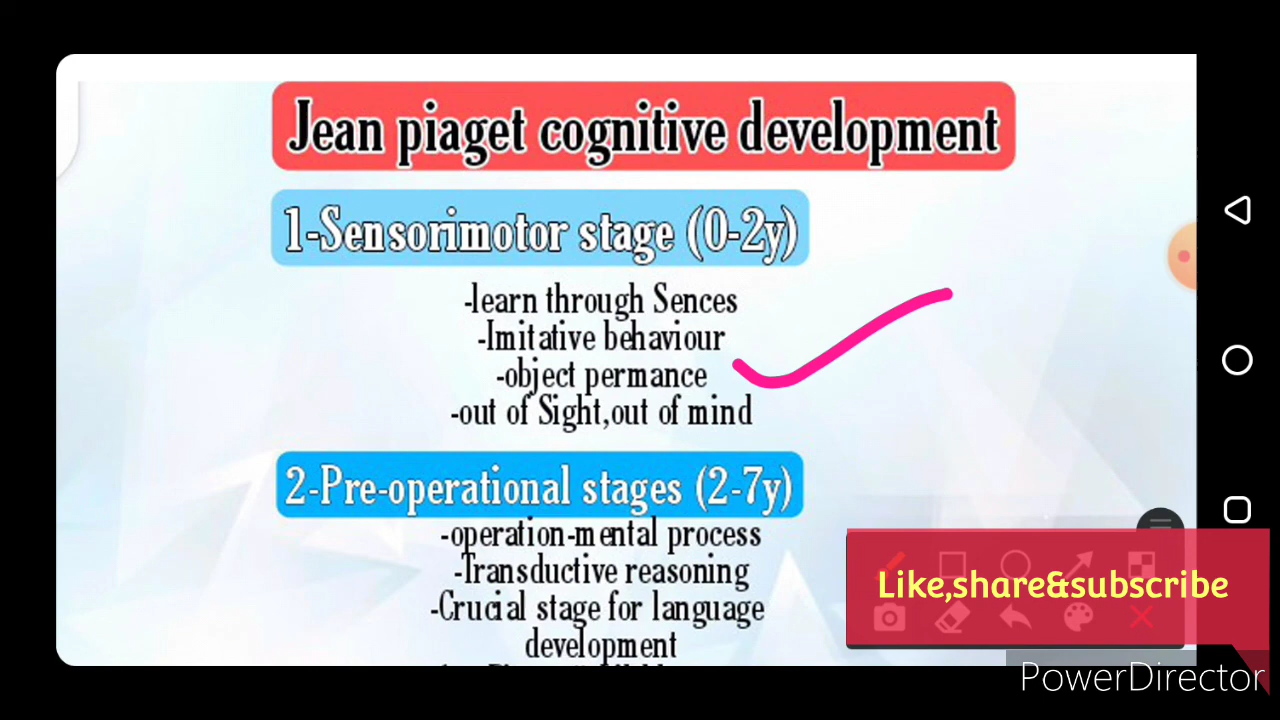 Jean piaget cognitive development
1-Sensorimotor stage (0-2y)
-learn through Sences
-Imitative behaviour
-object permance
-out of Sight,out of mind
2-Pre-operational stages (2-7y)
-operation-mental process
-Transductive reasoning
-Crucial stage for language
development
Like,share&subscribe
PowerDirector